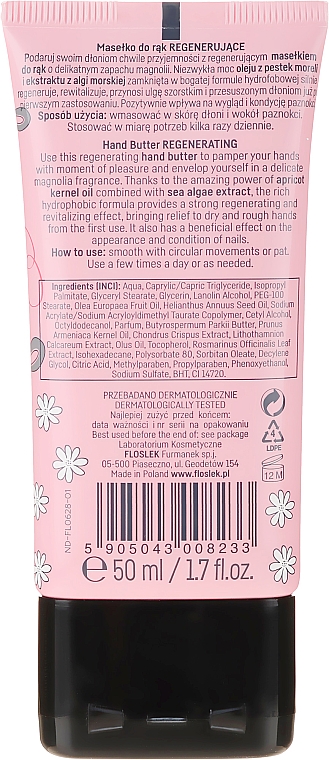 Masełko do rąk REGENERUJĄCE
Podaruj swoim dłoniom chwile przyjemności z regenerującym masełkiem
do rąk o delikatnym zapachu magnolii. Niezwykła moc oleju z pestek moreli
i ekstraktu z algi morskiej zamknięty w bogatej formule hydrofobowej silnie
regeneruje, rewitalizuje, przynosi ulgę szorstkim i przesuszonym dłoniom już po
pierwszym zastosowaniu. Pozytywnie wpływa na wygląd i kondycję paznokci.
Sposób użycia: wmasować w skórę dłoni i wokół paznokci.
Stosować w miarę potrzeb kilka razy dziennie.
Hand Butter REGENERATING
Use this regenerating hand butter to pamper your hands
with moment of pleasure and envelop yourself in a delicate
magnolia fragrance. Thanks to the amazing power of apricot
kernel oil combined with sea algae extract, the rich
hydrophobic formula provides a strong regenerating and
revitalizing effect, bringing relief to dry and rough hands
from the first use. It also has a beneficial effect on the
appearance and condition of nails.
How to use: smooth with circular movements or pat.
Use a few times a day or as needed.
Ingredients (INCI): Aqua, Caprylic/Capric Triglyceride, Isopropyl
Palmitate, Glyceryl Stearate, Glycerin, Lanolin Alcohol, PEG-100
Stearate, Olea Europaea Fruit Oil, Helianthus Annuus Seed Oil, Sodium
Acrylate/Sodium Acryloyldimethyl Taurate Copolymer, Cetyl Alcohol,
Octyldodecanol, Parfum, Butyrospermum Parkii Butter, Prunus
Armeniaca Kernel Oil, Chondrus Crispus Extract, Lithothamnion
Calcareum Extract, Olus Oil, Tocopherol, Rosmarinus Officinalis Leaf
Extract, Isohexadecane, Polysorbate 80, Sorbitan Oleate, Decylene
Glycol, Citric Acid, Methylparaben, Propylparaben, Phenoxyethanol,
Sodium Sulfate, BHT, CI 14720.
PRZEBADANO DERMATOLOGICZNIE
DERMATOLOGICALLY TESTED
Najlepiej zużyć przed końcem:
data ważności i nr serii na opakowaniu
Best used before the end of: see package
Laboratorium Kosmetyczne
FLOSLEK Furmanek sp.j.
05-500 Piaseczno, ul. Geodetów 154
Made in Poland www.floslek.pl
4
LDPE
12 M
ND-FL0628-01
5 905043 008233
e 50 ml / 1.7 fl.oz.